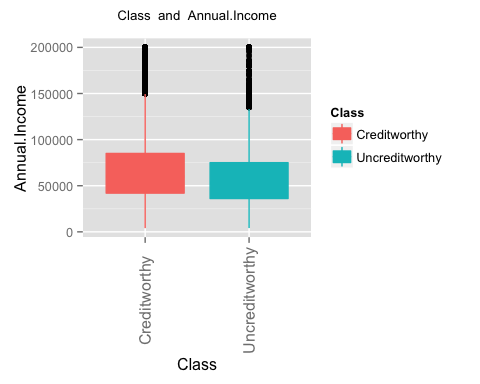 Class and Annual.Income
Annual.Income
200000
150000
100000
50000
0
Creditworthy
Uncreditworthy
Class
Class
Creditworthy
Uncreditworthy